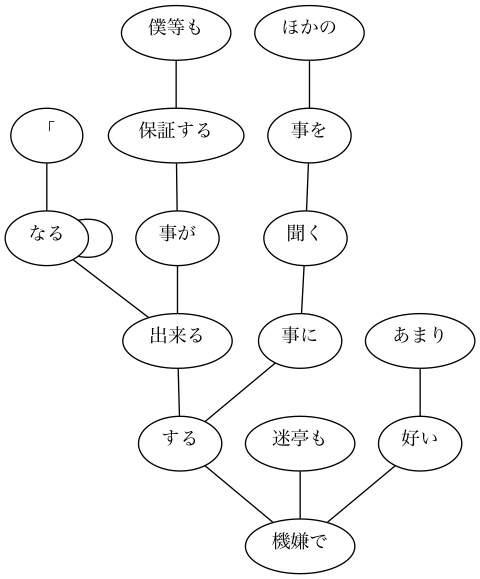 僕等も
ほかの
「
保証する
事を
なる
事が
聞く
出来る
事に
あまり
する
迷亭も
好い
機嫌で